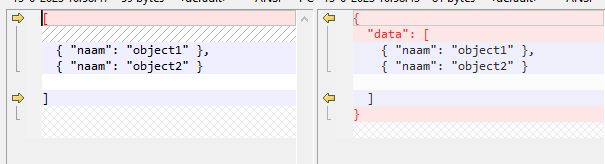 [
{ "naam": "object1" },
{ "naam": "object2" }
]
{
"data": [
{ "naam": "object1" },
{ "naam": "object2" }
]
}